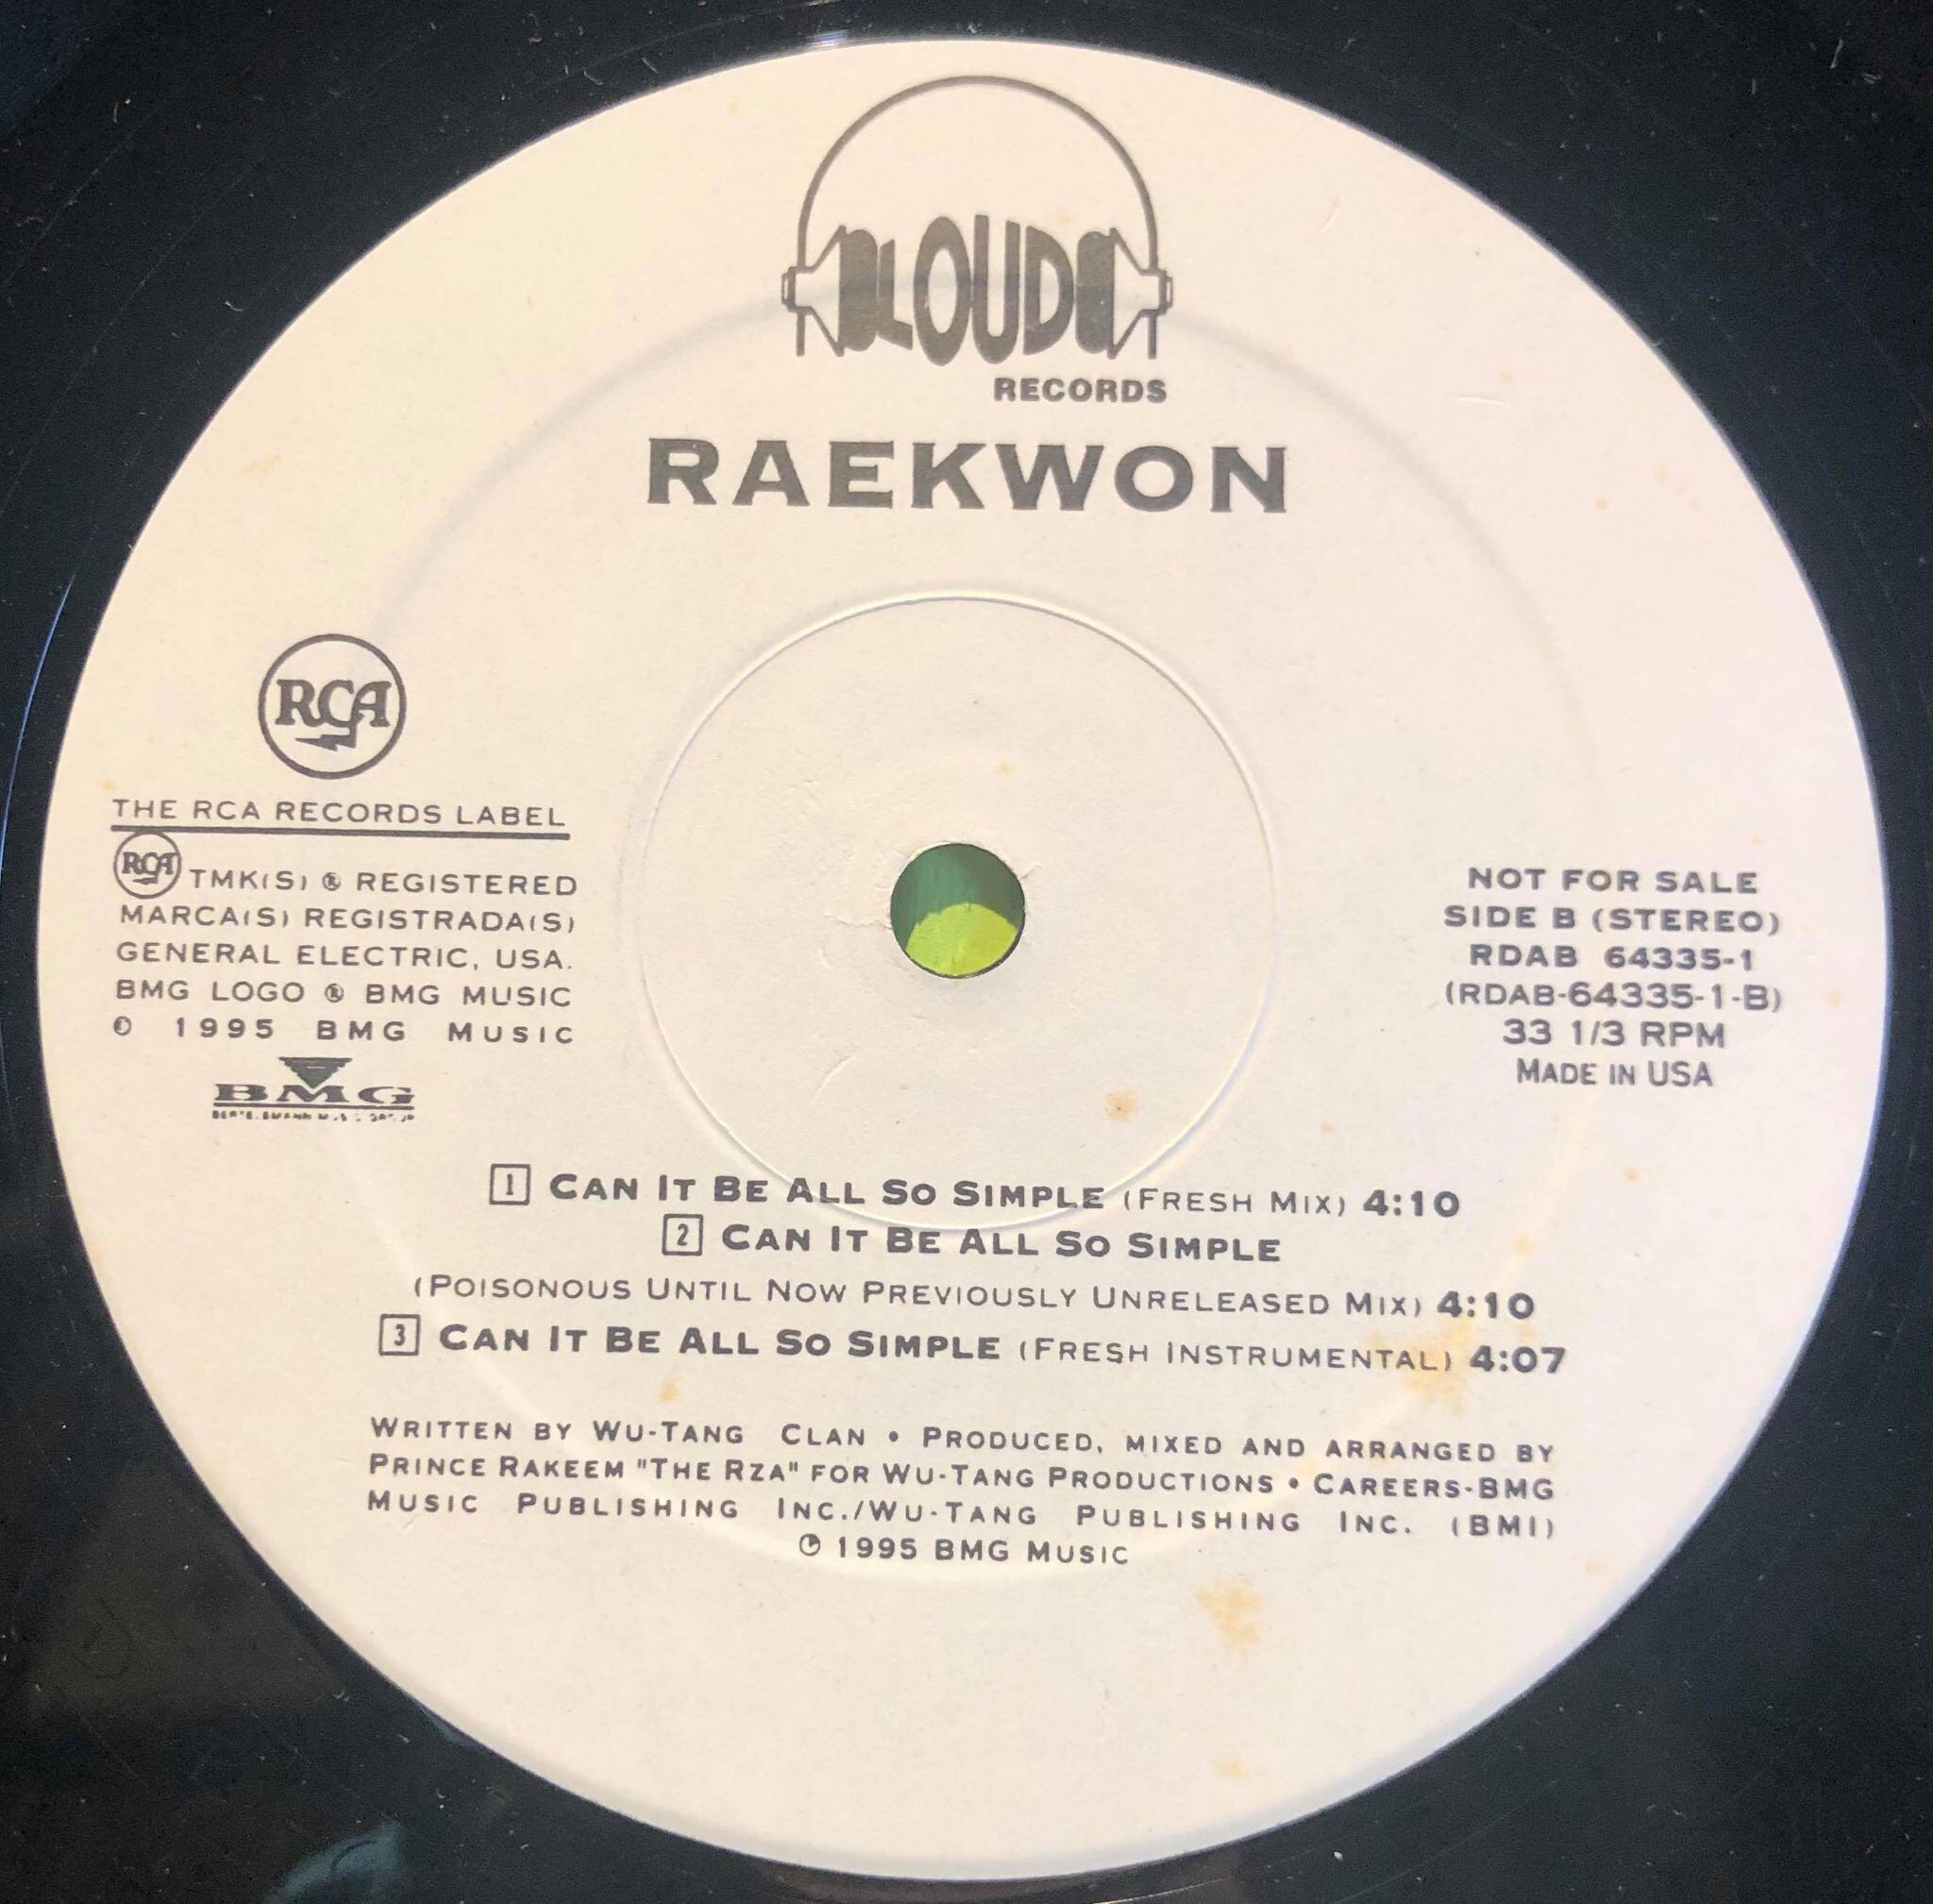 LOUD
RECORDS
RAEKWON
RCA
THE RCA RECORDS LABEL
RCA TMK(S) ® REGISTERED
MARCA(S) REGISTRADA(S)
GENERAL ELECTRIC, USA.
BMG LOGO ® BMG MUSIC
℗ 1995 BMG MUSIC
BMG
NOT FOR SALE
SIDE B (STEREO)
RDAB 64335-1
(RDAB-64335-1-B)
33 1/3 RPM
MADE IN USA
1 CAN IT BE ALL SO SIMPLE (FRESH MIX) 4:10
2 CAN IT BE ALL SO SIMPLE
(POISONOUS UNTIL NOW PREVIOUSLY UNRELEASED MIX) 4:10
3 CAN IT BE ALL SO SIMPLE (FRESH INSTRUMENTAL) 4:07
WRITTEN BY WU-TANG CLAN • PRODUCED, MIXED AND ARRANGED BY
PRINCE RAKEEM "THE RZA" FOR WU-TANG PRODUCTIONS • CAREERS-BMG
MUSIC PUBLISHING INC./WU-TANG PUBLISHING INC. (BMI)
℗ 1995 BMG MUSIC